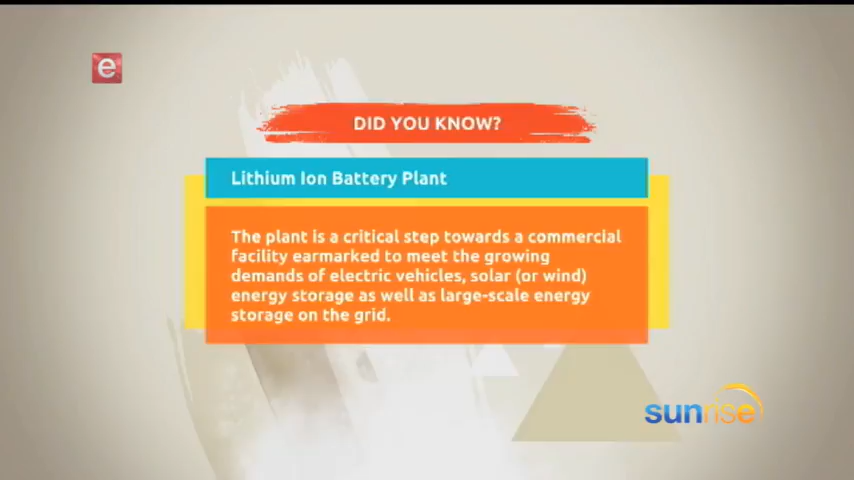 e
DID YOU KNOW?
Lithium Ion Battery Plant
The plant is a critical step towards a commercial
facility earmarked to meet the growing
demands of electric vehicles, solar (or wind)
energy storage as well as large-scale energy
storage on the grid.
sunrise